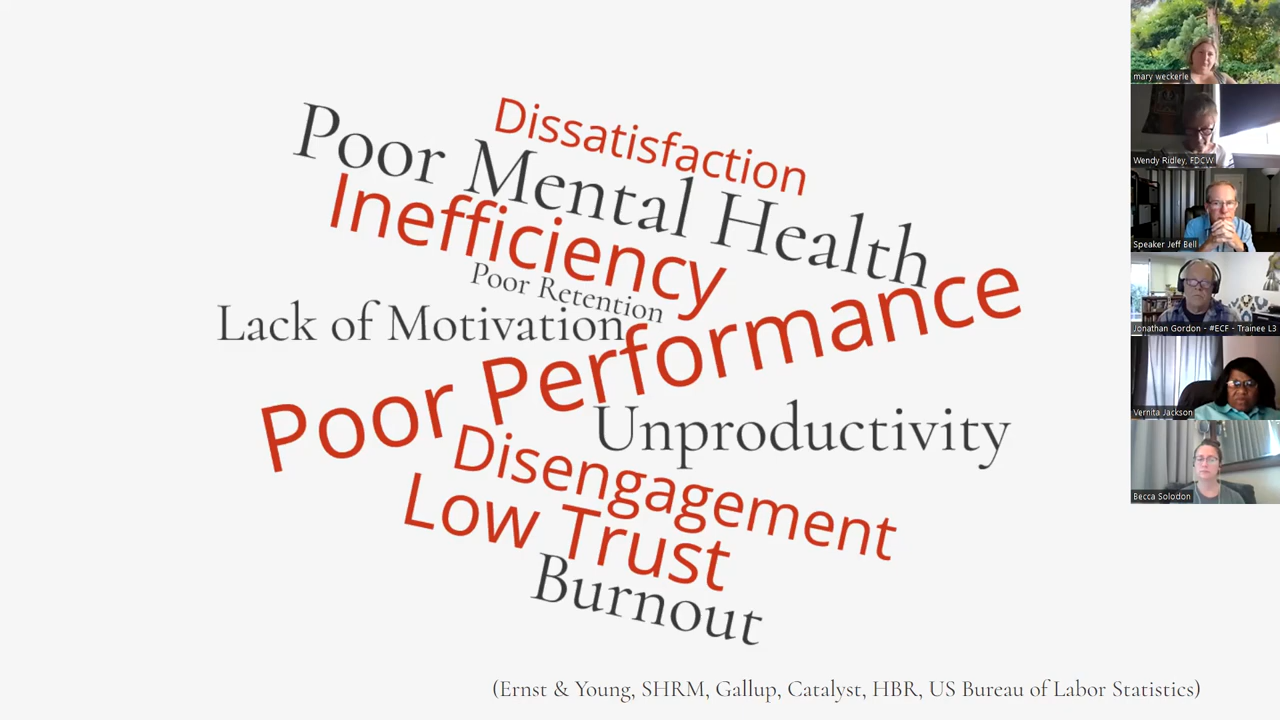 Dissatisfaction
Poor Mental Health
Inefficiency
Poor Retention
Lack of Motivation
Poor Performance
Unproductivity
Disengagement
Low Trust
Burnout
(Ernst & Young, SHRM, Gallup, Catalyst, HBR, US Bureau of Labor Statistics)
mary weckerle
Wendy Ridley, FDCW
Speaker Jeff Bell
Jonathan Gordon - #ECF - Trainee L3
Vernita Jackson
Becca Solodon